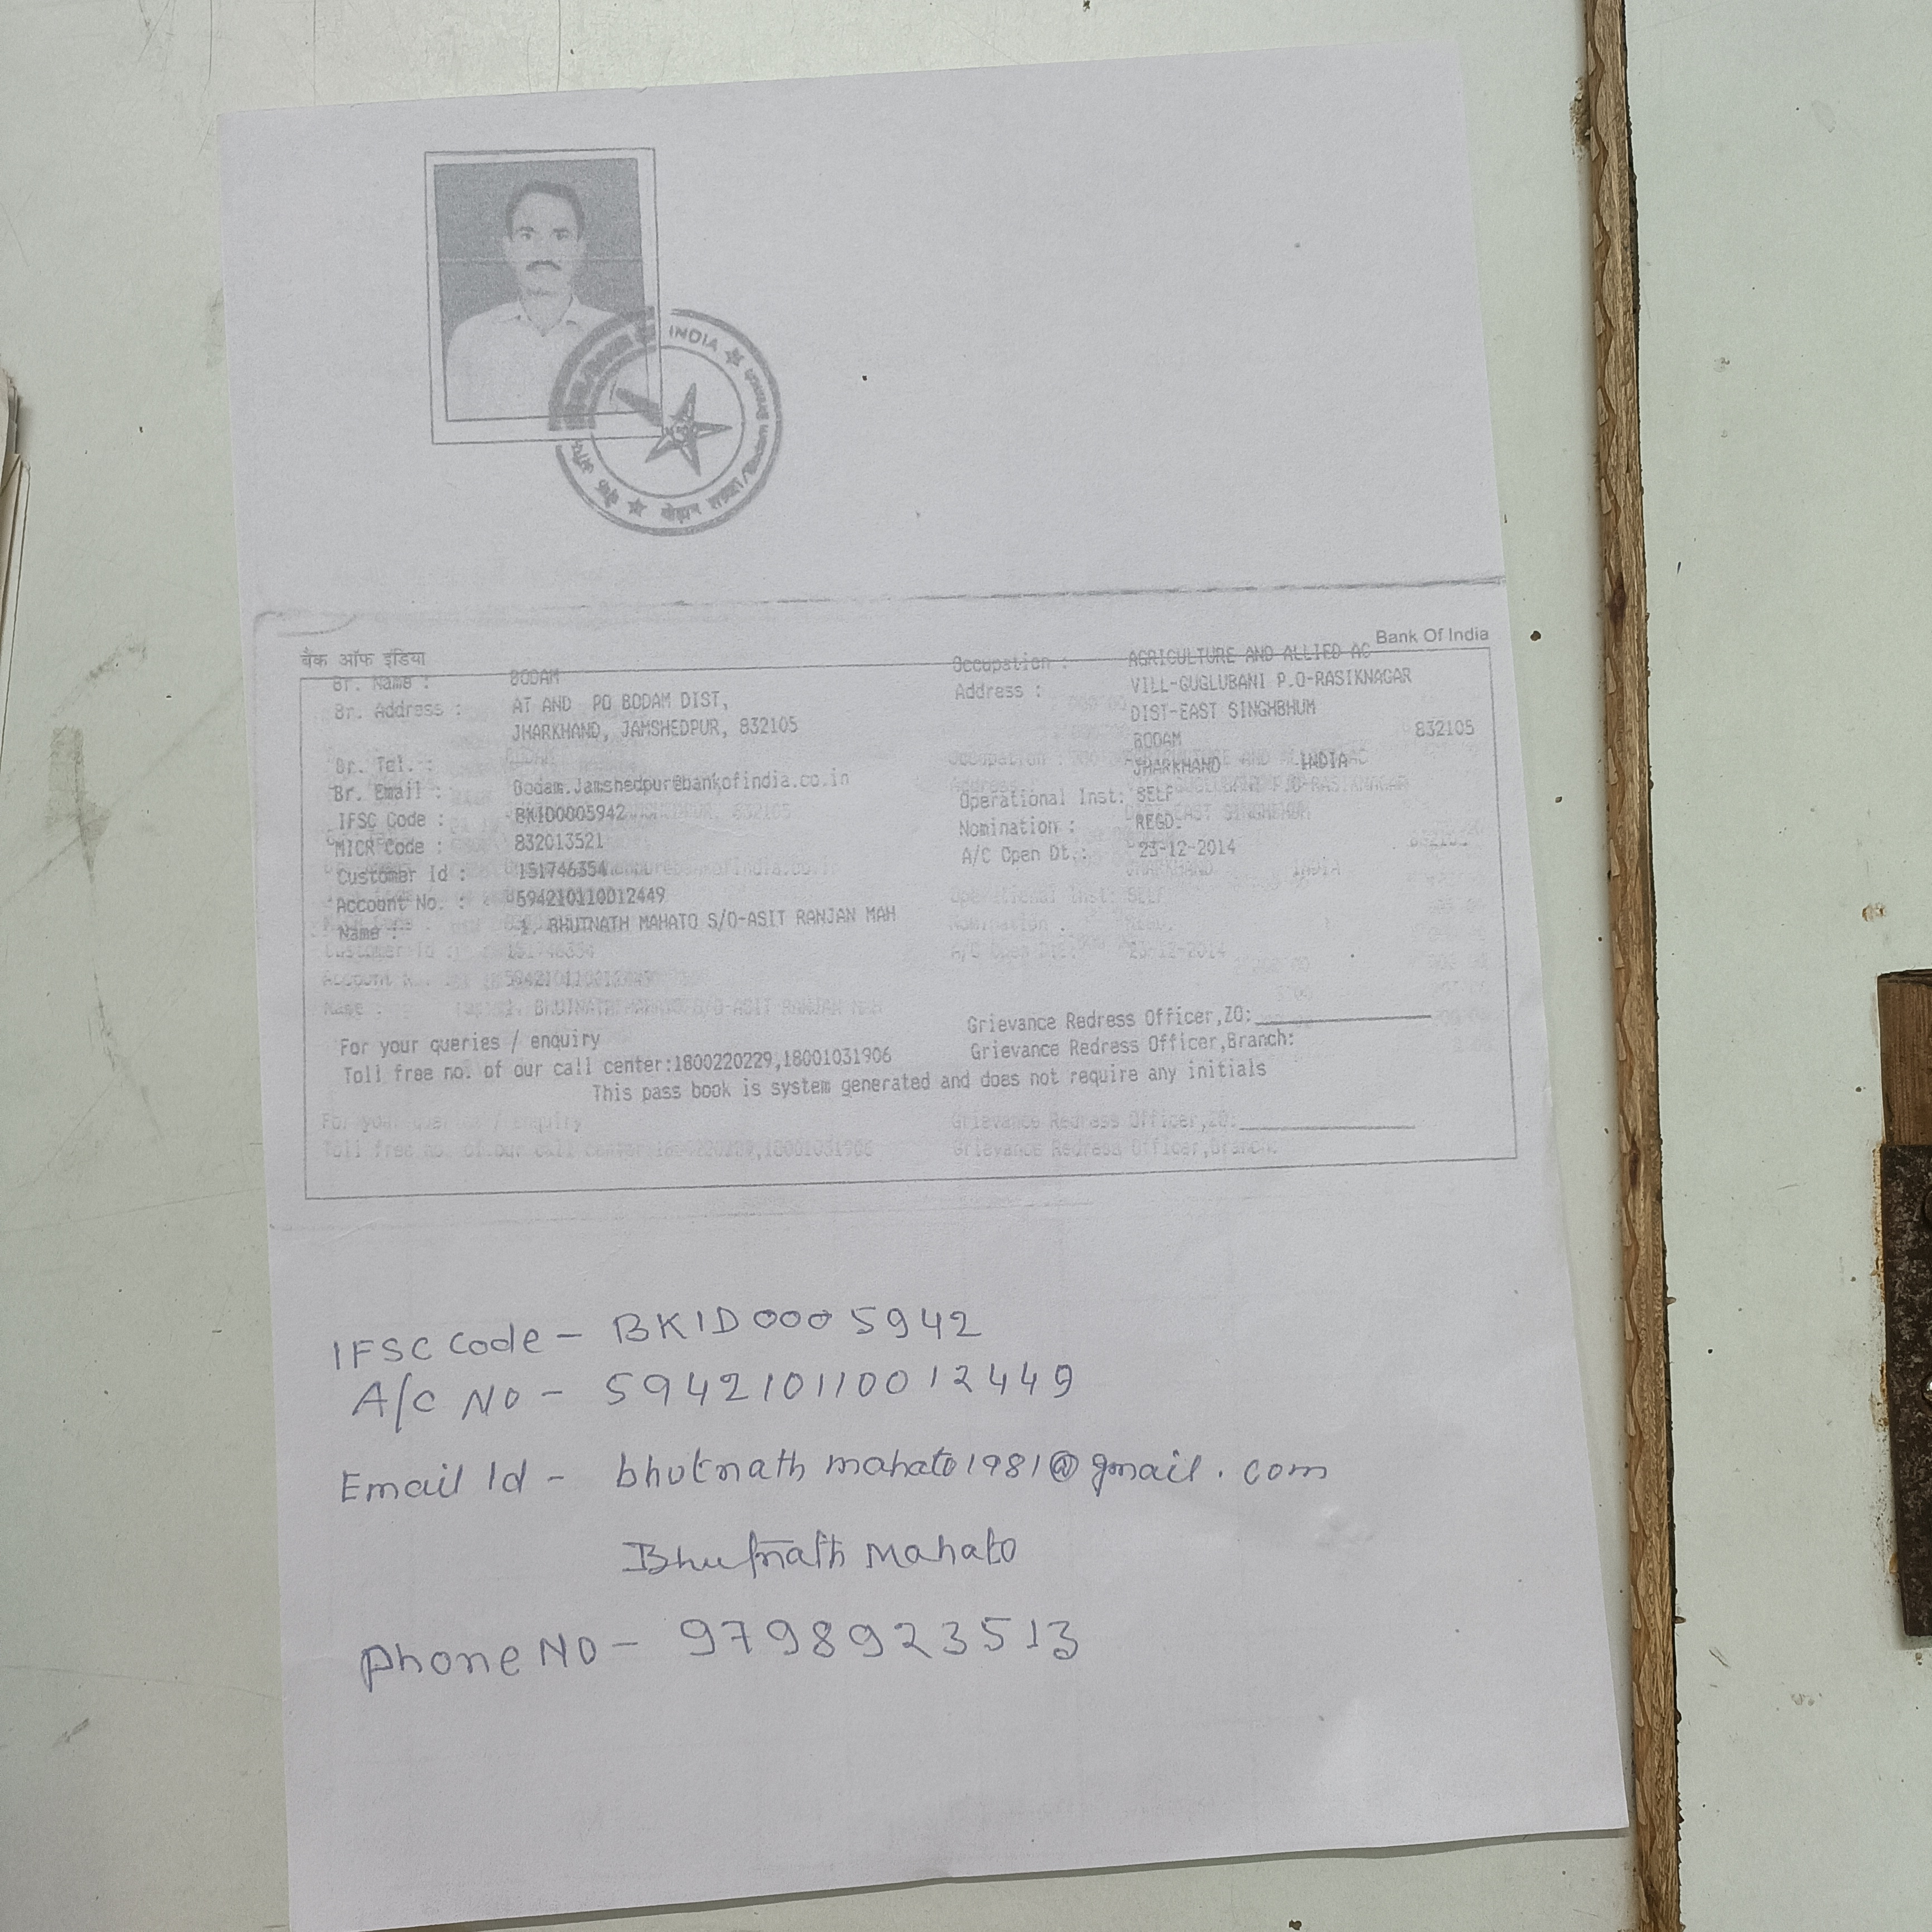 INDIA
बोड़ाम शाखा/Bodam Branch
बैंक ऑफ इंडिया
Bank Of India
Br. Name : BODAM
Br. Address : AT AND PO BODAM DIST,
JHARKHAND, JAMSHEDPUR, 832105
Br. Tel. :
Br. Email : Bodam.Jamshedpur@bankofindia.co.in
IFSC Code : BKID0005942
MICR Code : 832013521
Customer Id : 151746354
Account No. : 594210110012449
Name : 1. BHUTNATH MAHATO S/O-ASIT RANJAN MAH
Occupation : AGRICULTURE AND ALLIED AC
Address : VILL-GUGLUBANI P.O-RASIKNAGAR
DIST-EAST SINGHBHUM
BODAM 832105
JHARKHAND INDIA
Operational Inst: SELF
Nomination : REGD.
A/C Open Dt.: 23-12-2014
For your queries / enquiry
Toll free no. of our call center:1800220229,18001031906
Grievance Redress Officer,ZO:
Grievance Redress Officer,Branch:
This pass book is system generated and does not require any initials
IFSC Code - BKID0005942
A/C NO - 594210110012449
Email Id - bhutnath mahato1981@gmail.com
Bhutnath Mahato
Phone NO - 9798923513